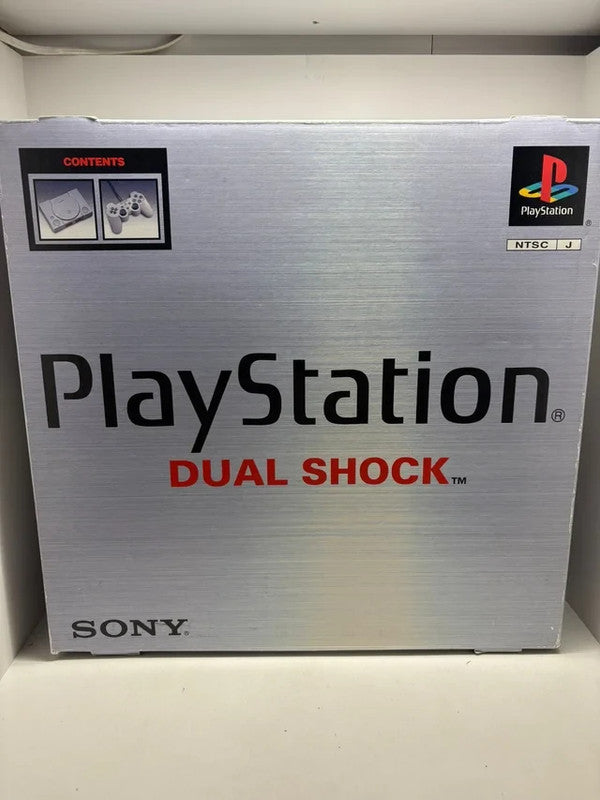 CONTENTS
PlayStation
®
NTSC J
PlayStation®
DUAL SHOCK™
SONY®